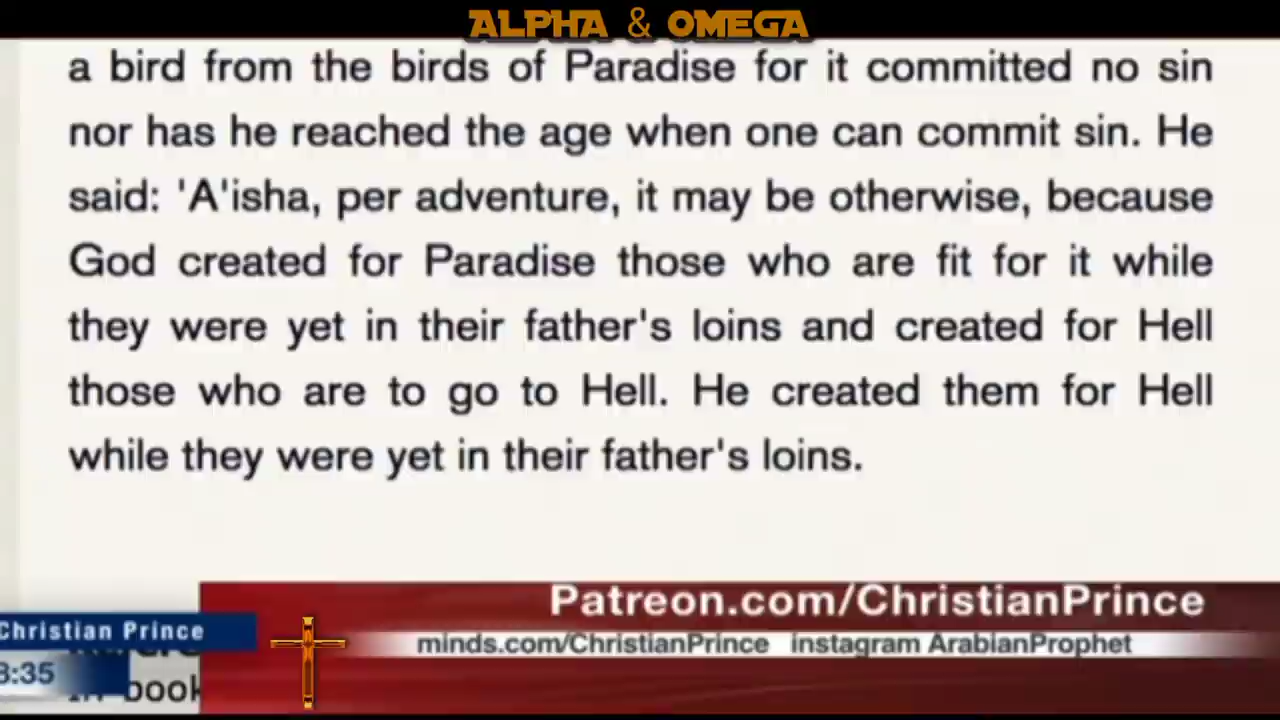 ALPHA & OMEGA
a bird from the birds of Paradise for it committed no sin
nor has he reached the age when one can commit sin. He
said: 'A'isha, per adventure, it may be otherwise, because
God created for Paradise those who are fit for it while
they were yet in their father's loins and created for Hell
those who are to go to Hell. He created them for Hell
while they were yet in their father's loins.
Patreon.com/ChristianPrince
Christian Prince
minds.com/ChristianPrince instagram ArabianProphet
8:35
book